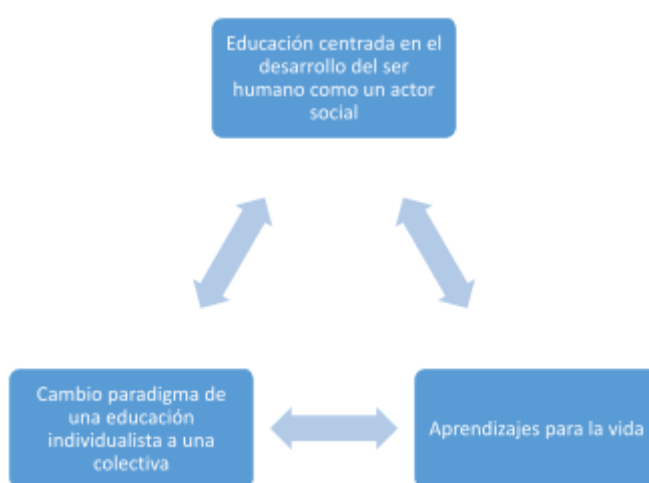 Educación centrada en el
desarrollo del ser
humano como un actor
social
Cambio paradigma de
una educación
individualista a una
colectiva
Aprendizajes para la vida